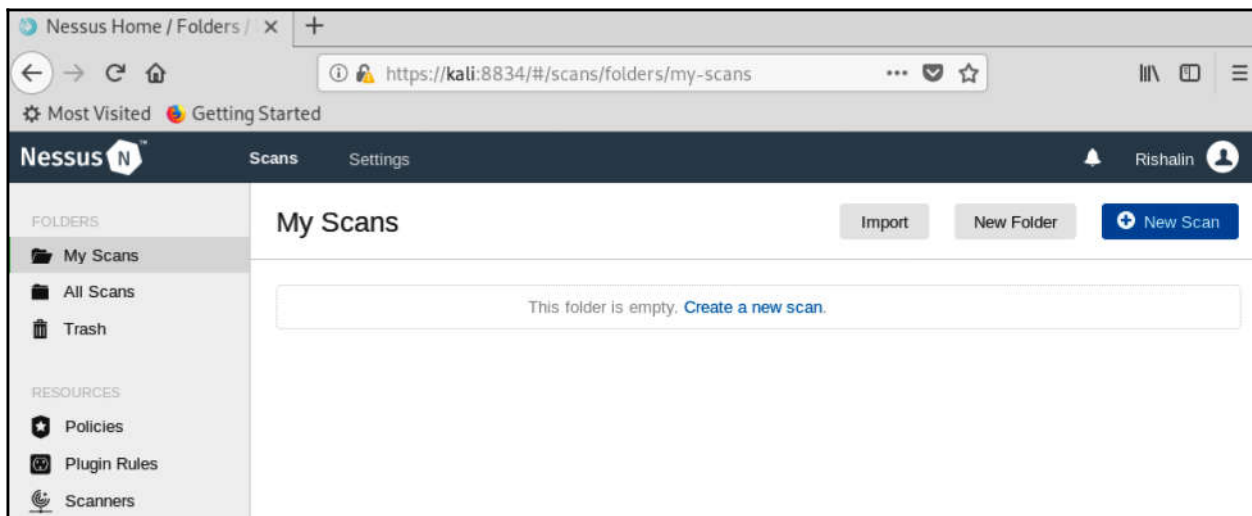 Nessus Home / Folders /
https://kali:8834/#/scans/folders/my-scans
Most Visited Getting Started
Nessus N ™ Scans Settings Rishalin
FOLDERS
My Scans
All Scans
Trash
RESOURCES
Policies
Plugin Rules
Scanners
My Scans Import New Folder New Scan
This folder is empty. Create a new scan.